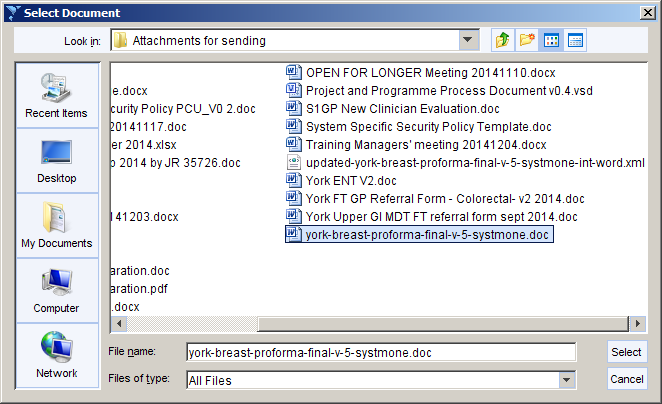 Select Document
Look in:
Attachments for sending
Recent Items
Desktop
My Documents
Computer
Network
e.docx
curity Policy PCU_V0 2.doc
20141117.doc
er 2014.xlsx
o 2014 by JR 35726.doc
141203.docx
aration.doc
aration.pdf
.docx
OPEN FOR LONGER Meeting 20141110.docx
Project and Programme Process Document v0.4.vsd
S1GP New Clinician Evaluation.doc
System Specific Security Policy Template.doc
Training Managers' meeting 20141204.docx
updated-york-breast-proforma-final-v-5-systmone-int-word.xml
York ENT V2.doc
York FT GP Referral Form - Colorectal- v2 2014.doc
York Upper GI MDT FT referral form sept 2014.doc
york-breast-proforma-final-v-5-systmone.doc
File name:
york-breast-proforma-final-v-5-systmone.doc
Select
Files of type:
All Files
Cancel